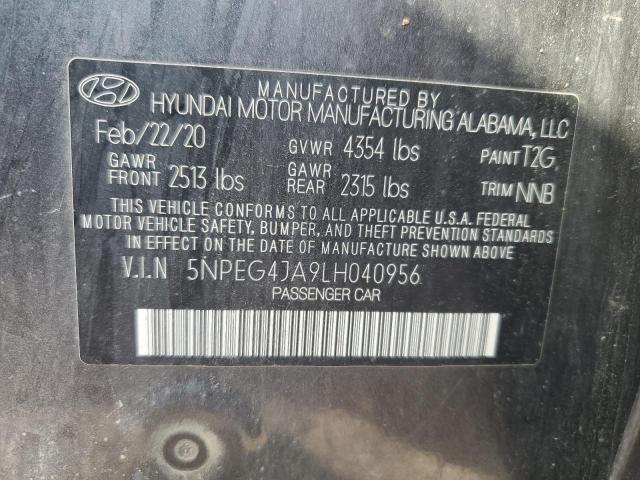 MANUFACTURED BY
HYUNDAI MOTOR MANUFACTURING ALABAMA, LLC
Feb/22/20 GVWR 4354 lbs PAINT T2G
GAWR FRONT 2513 lbs GAWR REAR 2315 lbs TRIM NNB
THIS VEHICLE CONFORMS TO ALL APPLICABLE U.S.A. FEDERAL
MOTOR VEHICLE SAFETY, BUMPER, AND THEFT PREVENTION
STANDARDS IN EFFECT ON THE DATE OF MANUFACTURE SHOWN ABOVE
V.I.N 5NPEG4JA9LH040956
PASSENGER CAR